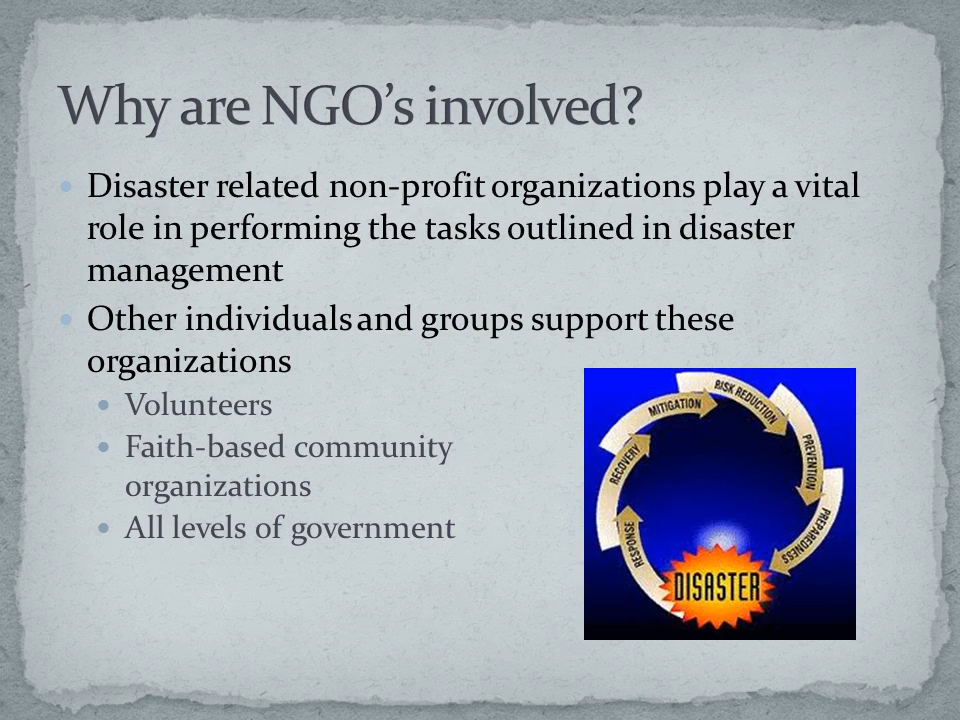 Why are NGO's involved?
Disaster related non-profit organizations play a vital
role in performing the tasks outlined in disaster
management
Other individuals and groups support these
organizations
Volunteers
Faith-based community
organizations
All levels of government
RESPONSE
RECOVERY
MITIGATION
RISK REDUCTION
PREVENTION
PREPAREDNESS
DISASTER